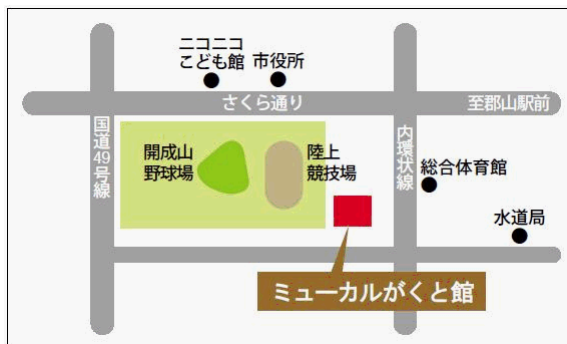 ニコニコ
こども館
市役所
さくら通り
至郡山駅前
国道49号線
開成山
野球場
陸上
競技場
内環状線
総合体育館
水道局
ミューカルがくと館